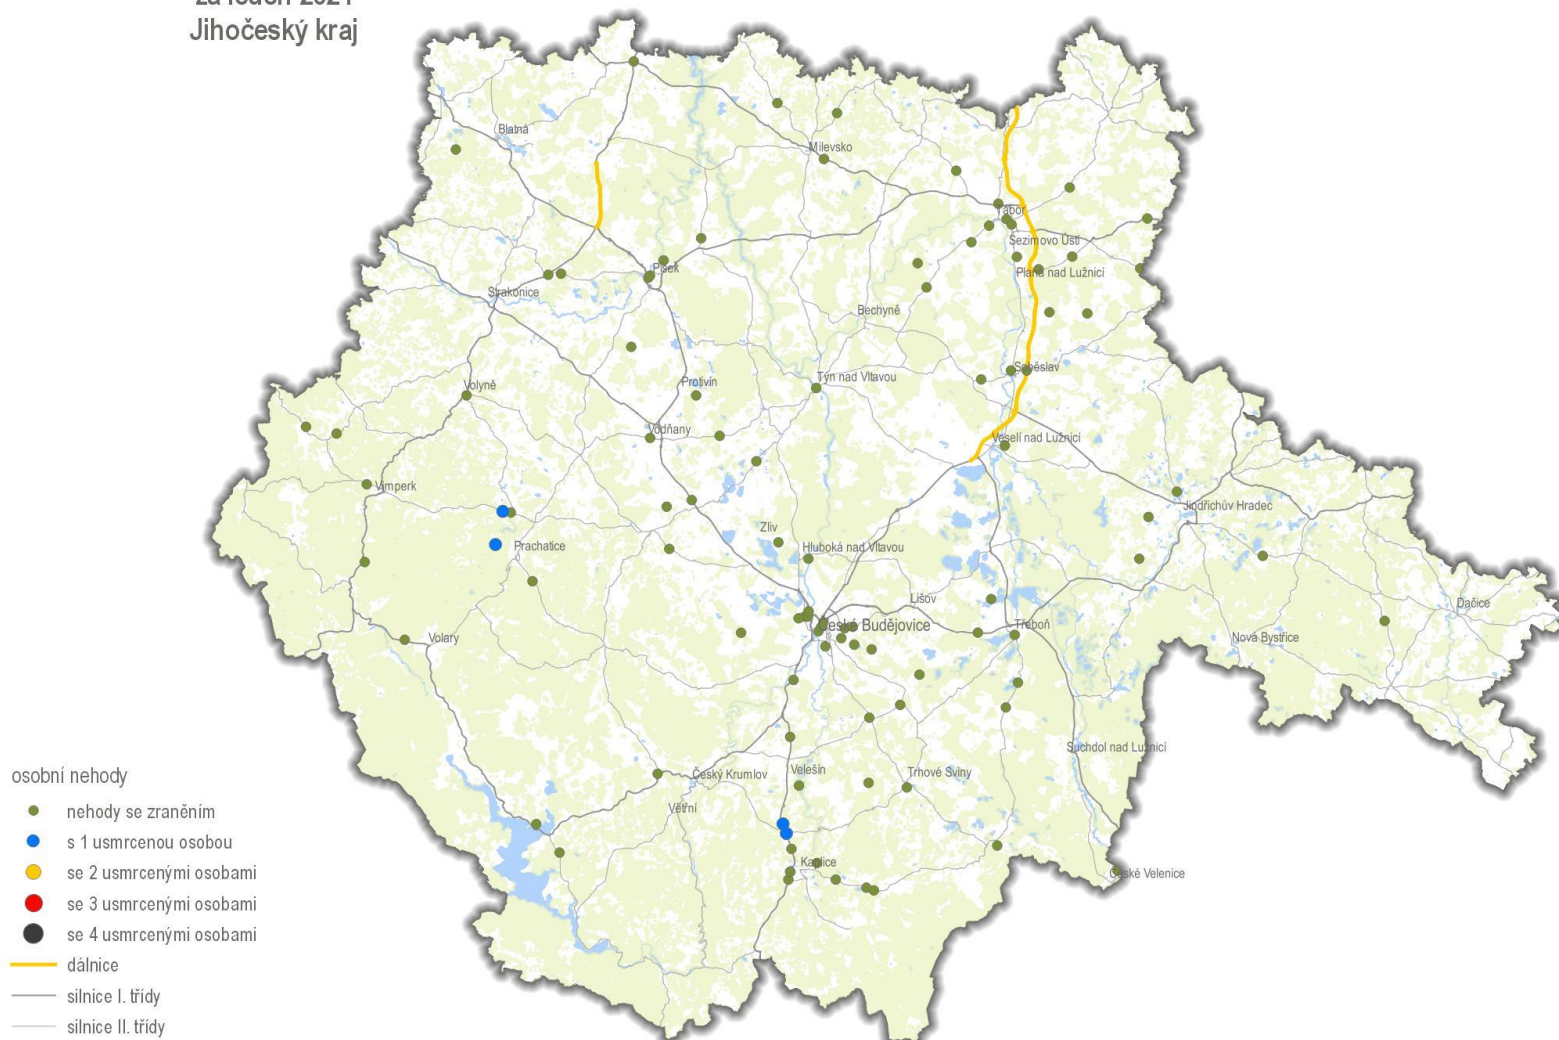 Jihočeský kraj
Blatná
Milevsko
Tábor
Sezimovo Ústí
Písek
Planá nad Lužnicí
Strakonice
Bechyně
Soběslav
Týn nad Vltavou
Protivín
Volyně
Vodňany
Veselí nad Lužnicí
Vimperk
Jindřichův Hradec
Zliv
Prachatice
Hluboká nad Vltavou
Lišov
Dačice
České Budějovice
Třeboň
Nová Bystřice
Volary
Suchdol nad Lužnicí
osobní nehody
Český Krumlov
Velešín
Trhové Sviny
Větřní
nehody se zraněním
s 1 usmrcenou osobou
Kaplice
se 2 usmrcenými osobami
České Velenice
se 3 usmrcenými osobami
se 4 usmrcenými osobami
dálnice
silnice I. třídy
silnice II. třídy